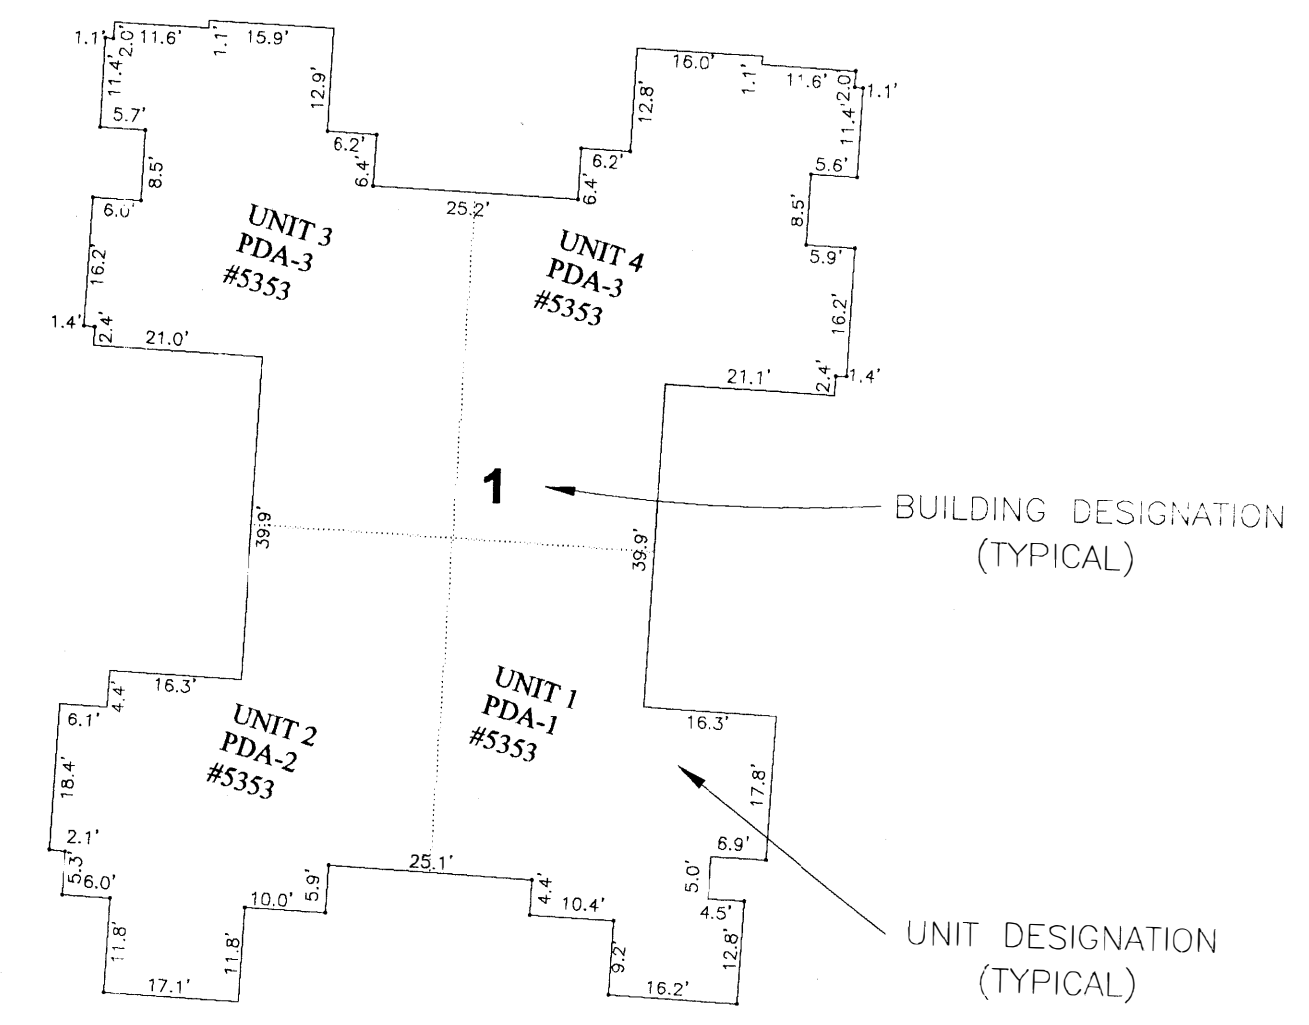 1.1' 2.0' 11.6' 1.1' 15.9'
11.4' 12.9'
5.7' 6.2'
8.5' 6.4'
6.0' 25.2'
16.2'
1.4' 2.4' 21.0'
16.0' 1.1' 11.6' 2.0' 1.1'
12.8' 11.4'
6.2' 5.6'
6.4' 8.5'
5.9'
16.2'
21.1' 2.4' 1.4'
UNIT 3
PDA-3
#5353
UNIT 4
PDA-3
#5353
1
BUILDING DESIGNATION
(TYPICAL)
39.9' 39.9'
16.3'
4.4'
6.1'
18.4'
2.1'
5.3'
6.0'
11.8'
17.1'
11.8'
10.0'
5.9'
25.1'
UNIT 2
PDA-2
#5353
UNIT 1
PDA-1
#5353
16.3'
17.8'
6.9'
5.0'
4.5'
12.8'
16.2'
9.2'
10.4'
4.4'
UNIT DESIGNATION
(TYPICAL)